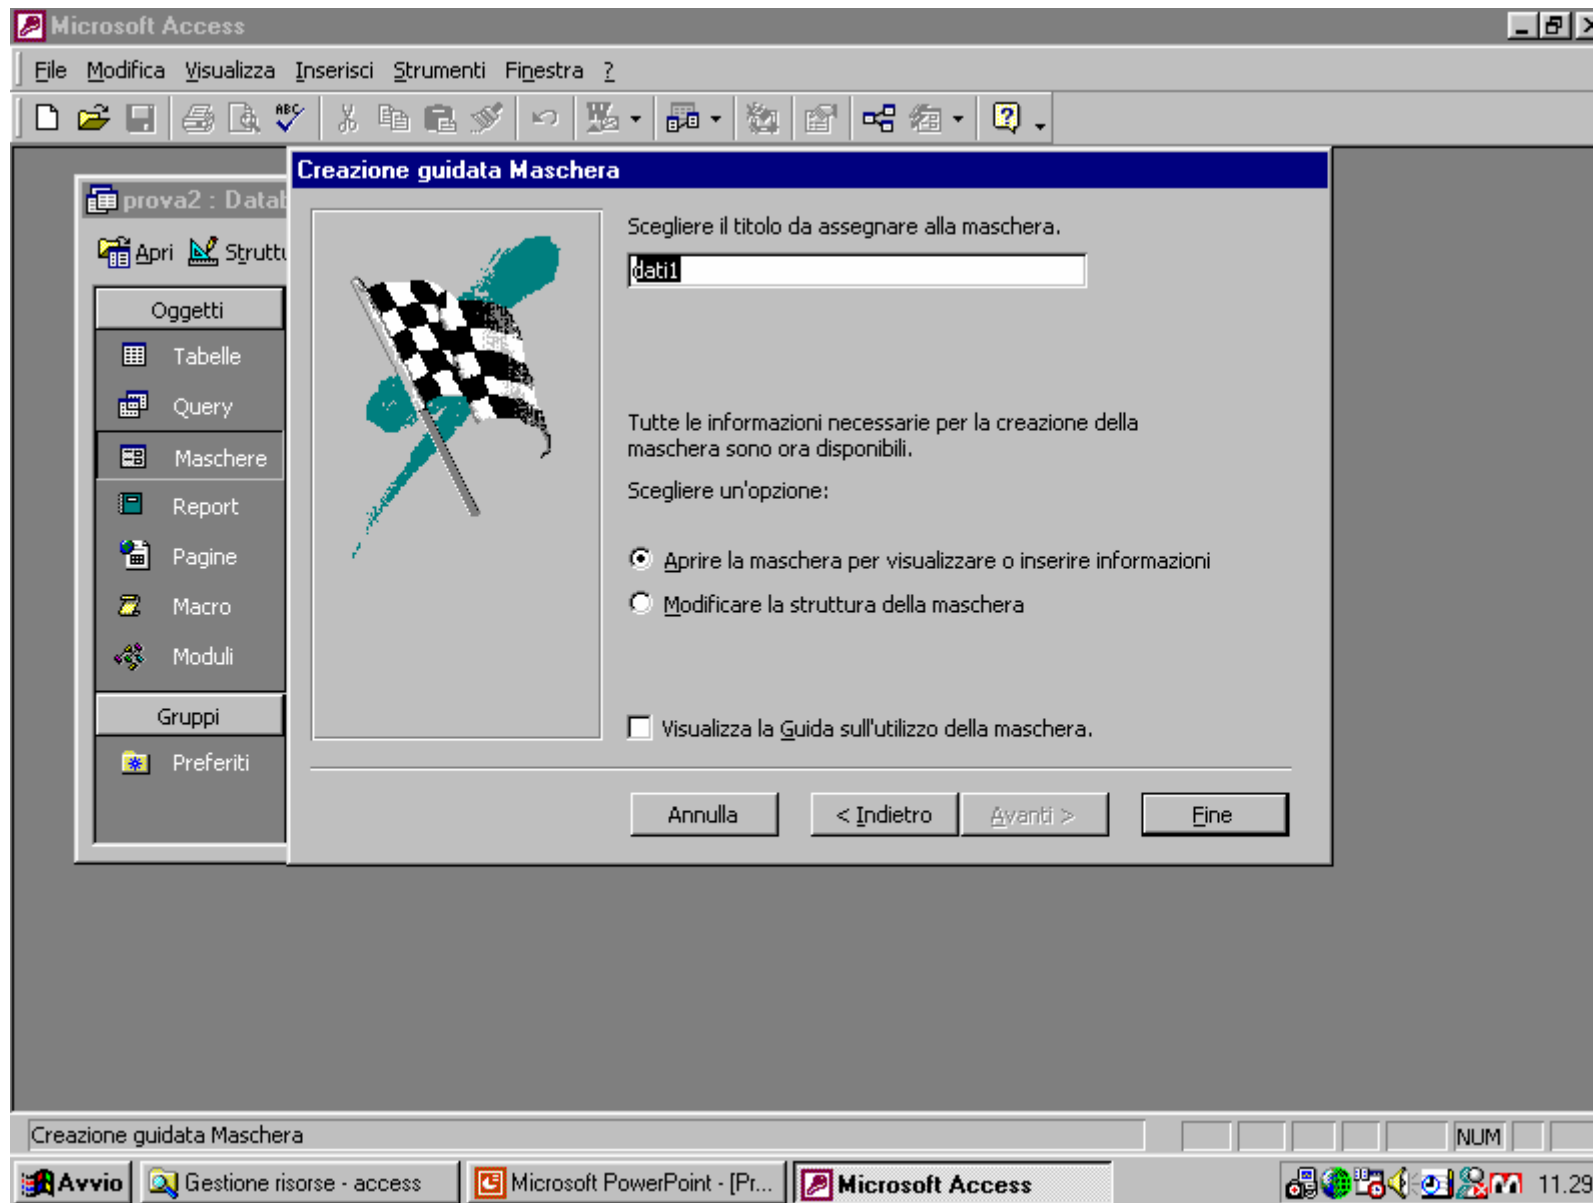 Microsoft Access
File Modifica Visualizza Inserisci Strumenti Finestra ?
ABC
Creazione guidata Maschera
prova2 : Datab
Apri Struttu
Oggetti
Tabelle
Query
Maschere
Report
Pagine
Macro
Moduli
Gruppi
Preferiti
Scegliere il titolo da assegnare alla maschera.
dati1
Tutte le informazioni necessarie per la creazione della
maschera sono ora disponibili.
Scegliere un'opzione:
Aprire la maschera per visualizzare o inserire informazioni
Modificare la struttura della maschera
Visualizza la Guida sull'utilizzo della maschera.
Annulla < Indietro Avanti > Fine
Creazione guidata Maschera NUM
Avvio Gestione risorse - access Microsoft PowerPoint - [Pr... Microsoft Access 11.29